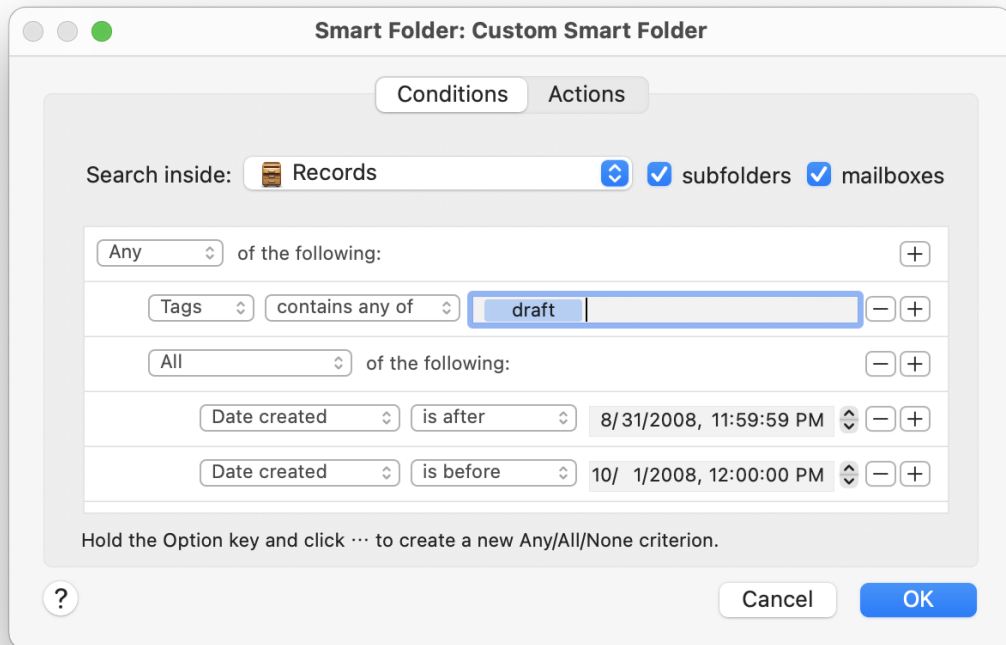 Smart Folder: Custom Smart Folder
Conditions Actions
Search inside: Records subfolders mailboxes
Any of the following:
Tags contains any of draft
All of the following:
Date created is after 8/31/2008, 11:59:59 PM
Date created is before 10/ 1/2008, 12:00:00 PM
Hold the Option key and click ··· to create a new Any/All/None criterion.
? Cancel OK